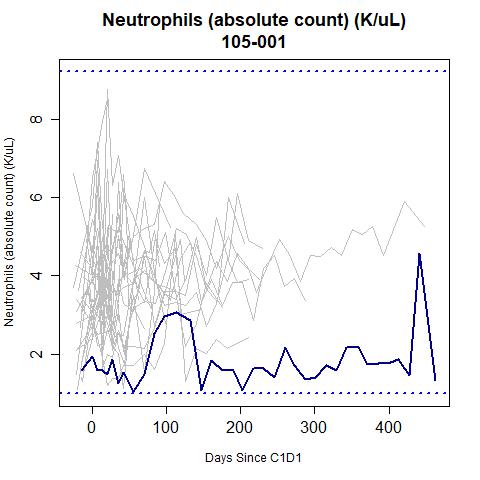 Neutrophils (absolute count) (K/uL)
105-001
Neutrophils (absolute count) (K/uL)
8
6
4
2
0 100 200 300 400
Days Since C1D1